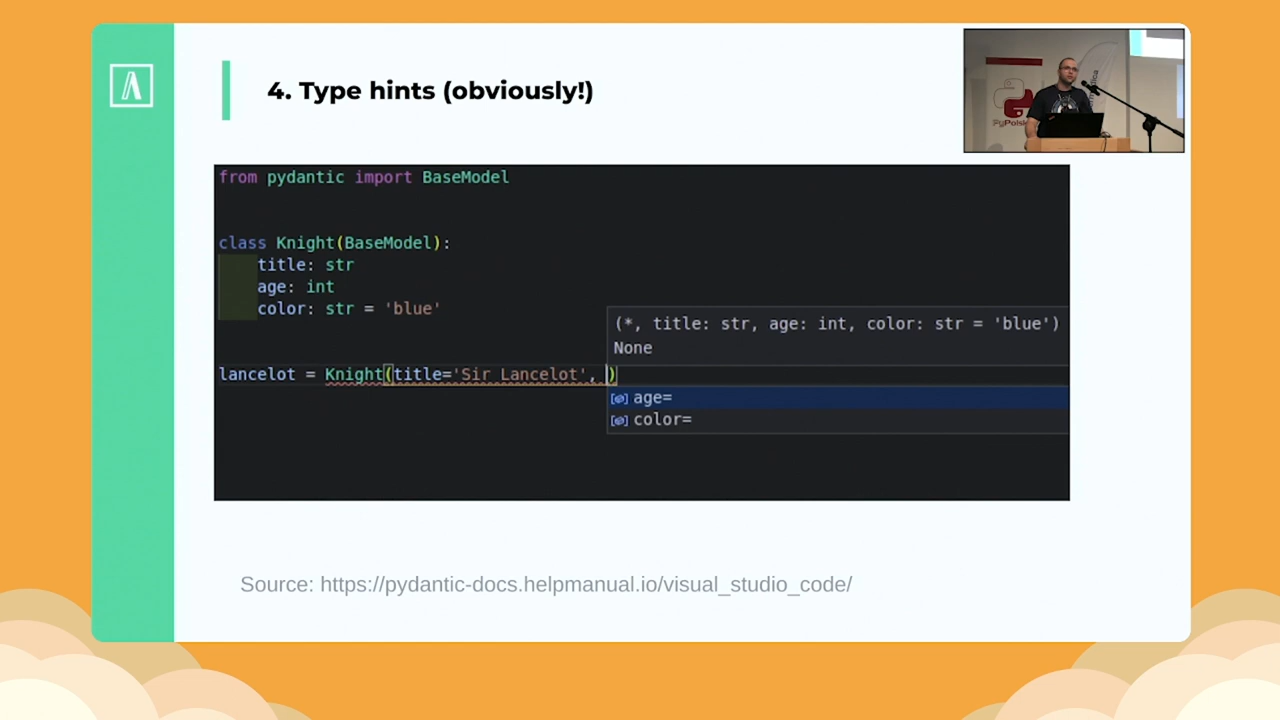 4. Type hints (obviously!)
from pydantic import BaseModel
class Knight(BaseModel):
title: str
age: int
color: str = 'blue'
(*, title: str, age: int, color: str = 'blue')
None
lancelot = Knight(title='Sir Lancelot', )
age=
color=
Source: https://pydantic-docs.helpmanual.io/visual_studio_code/